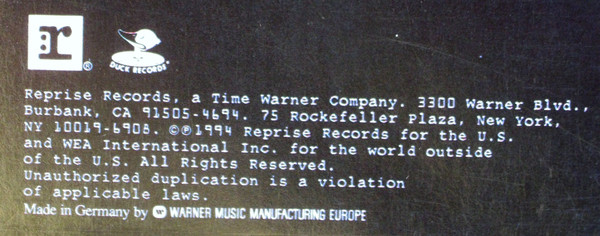 r
®
DUCK RECORDS
Reprise Records, a Time Warner Company. 3300 Warner Blvd.,
Burbank, CA 91505-4694. 75 Rockefeller Plaza, New York,
NY 10019-6908. ©℗1994 Reprise Records for the U.S.
and WEA International Inc. for the world outside
of the U.S. All Rights Reserved.
Unauthorized duplication is a violation
of applicable laws.
Made in Germany by WARNER MUSIC MANUFACTURING EUROPE